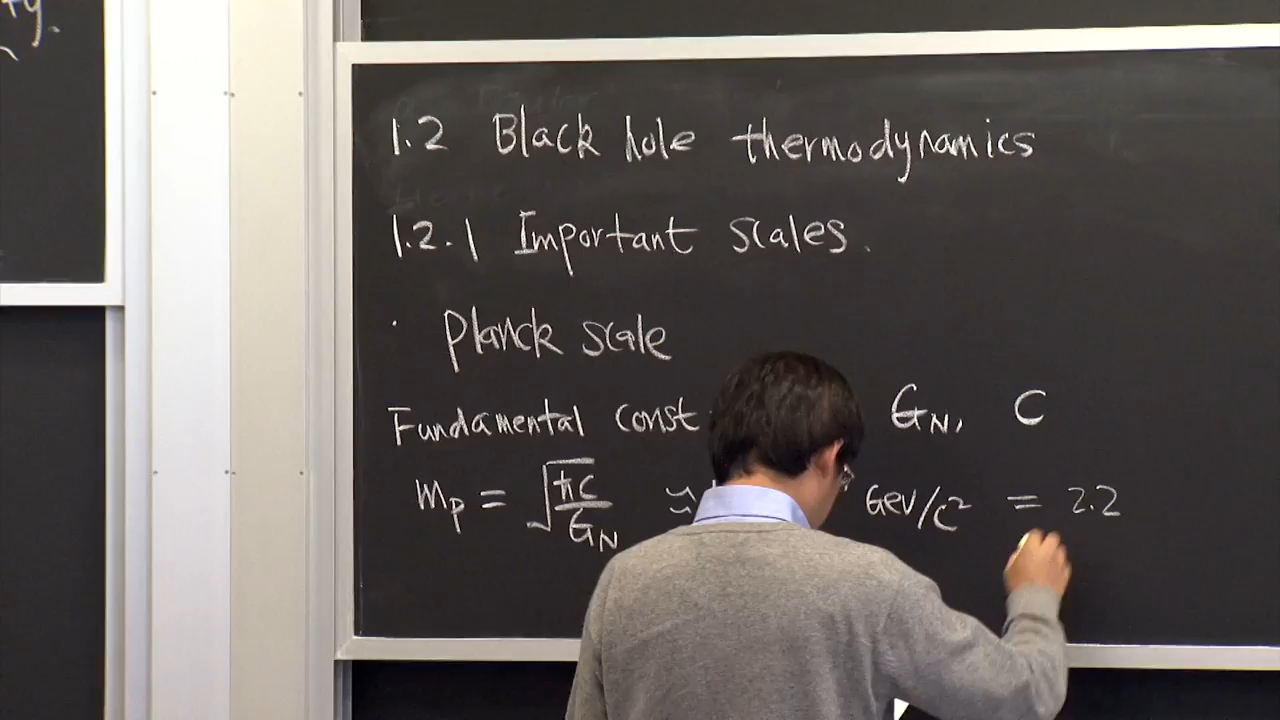 ty.
1.2 Black hole thermodynamics
1.2.1 Important scales.
· Planck scale
Fundamental const G_N, C
m_p = √(ħc/G_N) ≈ GeV/c² = 2.2